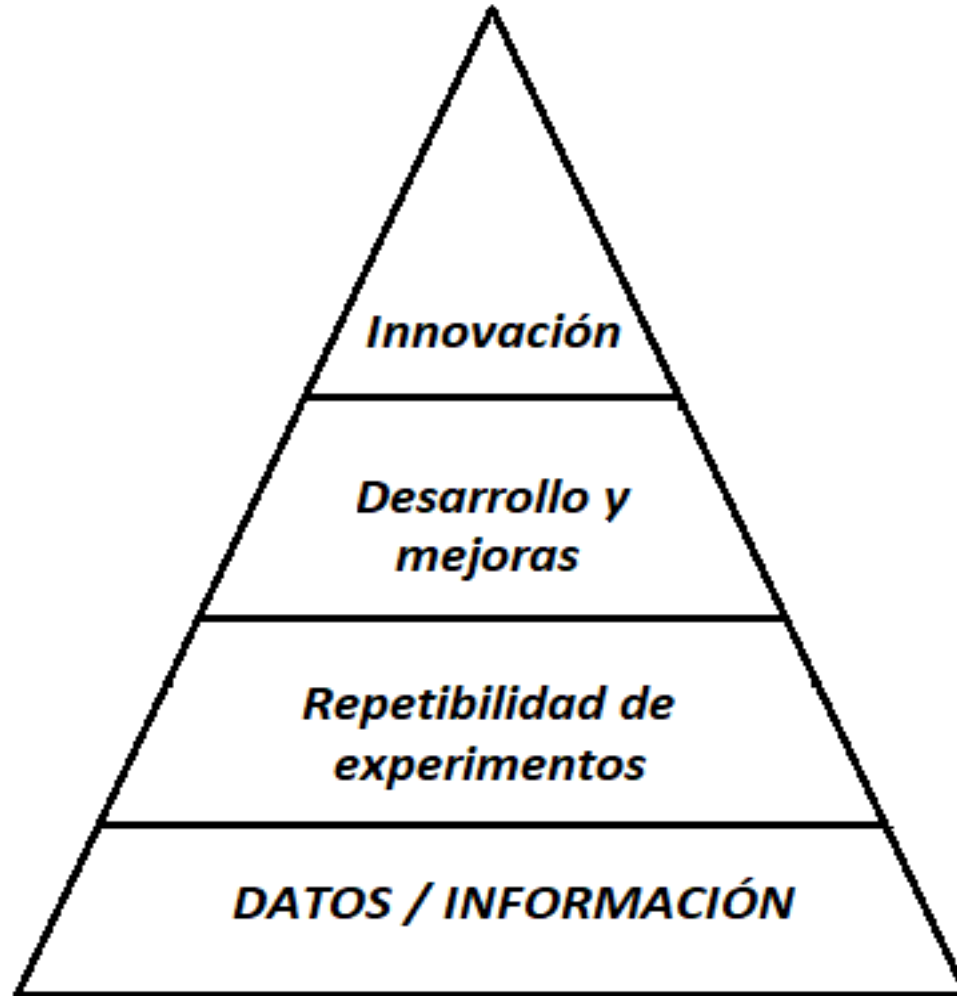 Innovación
Desarrollo y
mejoras
Repetibilidad de
experimentos
DATOS / INFORMACIÓN